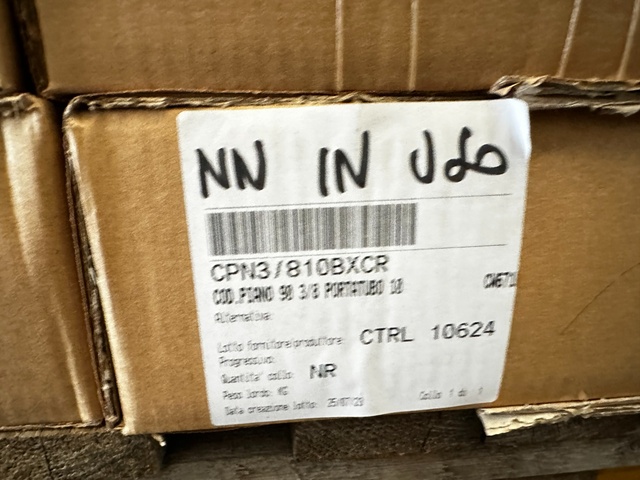 NN IN USO
CPN3/810BXCR
COD.PIANO 90 3/8 PORTATUBO 10
Alternativa:
Lotto fornitore/produttore: CTRL 10624
Progressivo:
Quantita' collo: NR
Peso lordo: KG
Data creazione lotto: 25/07/23 Collo 1 di 1